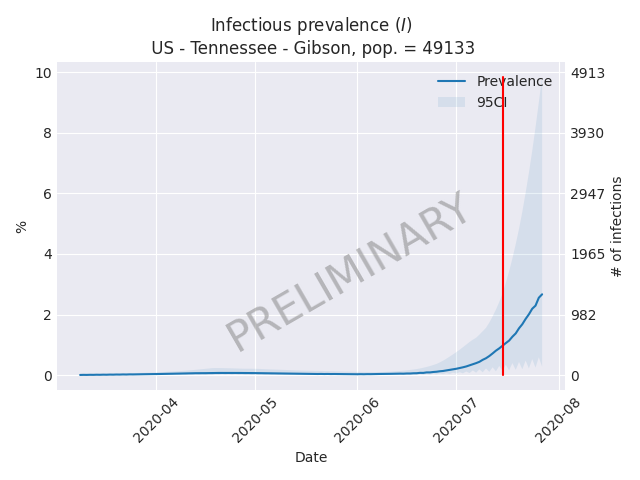 Infectious prevalence (I)
US - Tennessee - Gibson, pop. = 49133
Prevalence
95CI
10
8
6
4
2
0
%
4913
3930
2947
1965
982
0
# of infections
PRELIMINARY
2020-04
2020-05
2020-06
2020-07
2020-08
Date